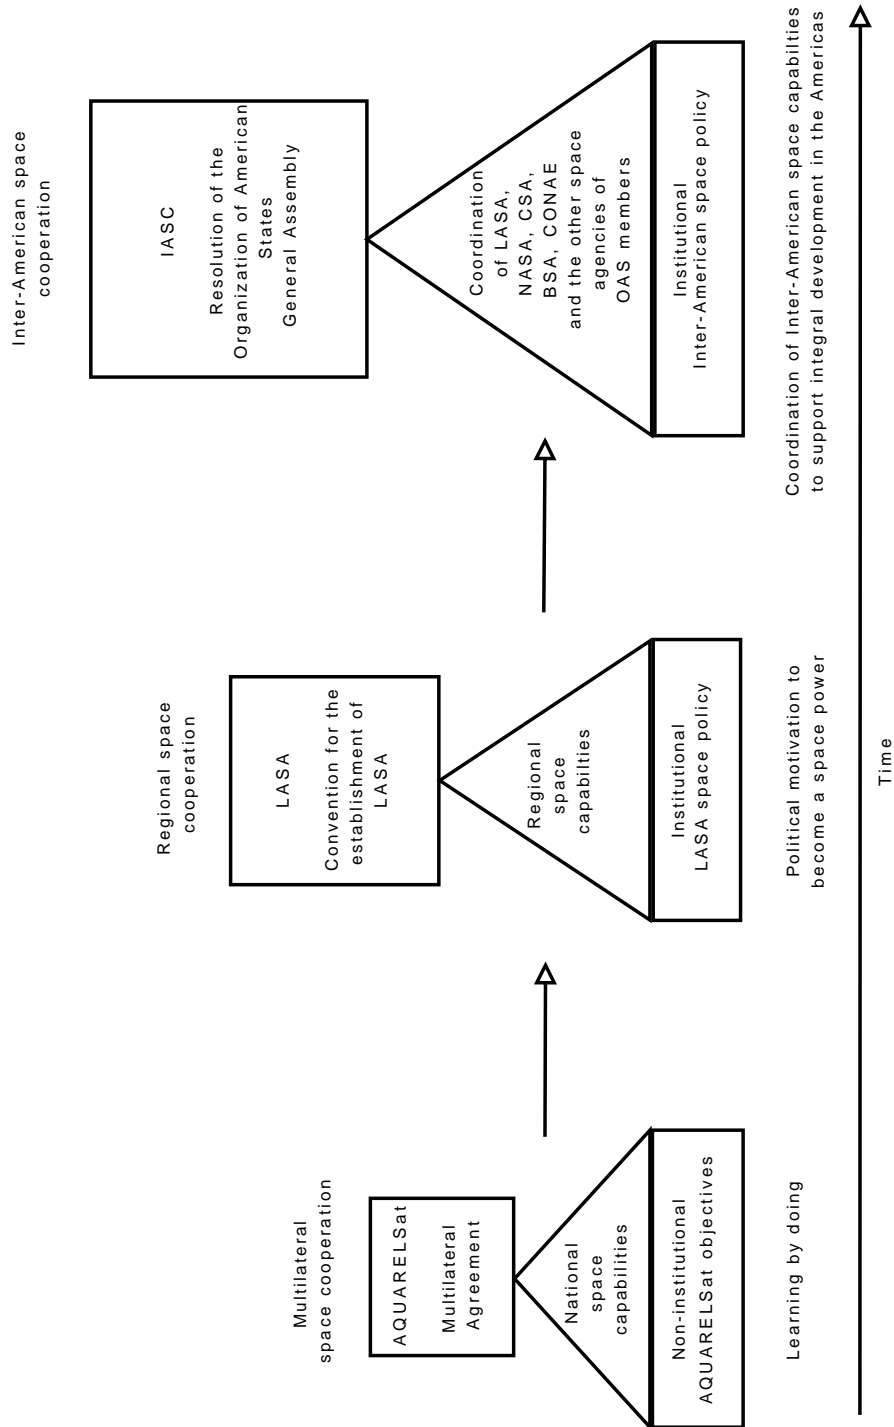 Multilateral
space cooperation
AQUARELSat
Multilateral
Agreement
National
space
capabilities
Non-institutional
AQUARELSat objectives
Learning by doing
Regional space
cooperation
LASA
Convention for the
establishment of
LASA
Regional
space
capabilties
Institutional
LASA space policy
Political motivation to
become a space power
Inter-American space
cooperation
IASC
Resolution of the
Organization of American
States
General Assembly
Coordination
of LASA,
NASA, CSA,
BSA, CONAE
and the other space
agencies of
OAS members
Institutional
Inter-American space policy
Coordination of Inter-American space capabilties
to support integral development in the Americas
Time